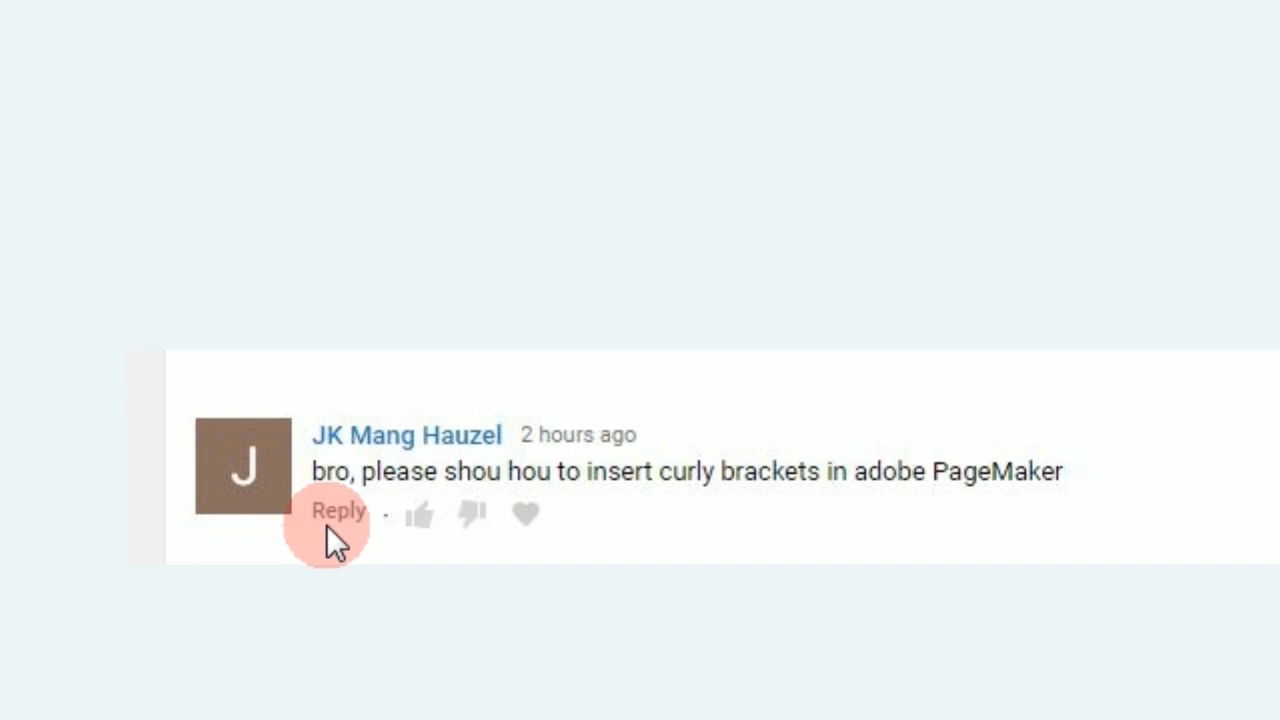 J
JK Mang Hauzel 2 hours ago
bro, please shou hou to insert curly brackets in adobe PageMaker
Reply